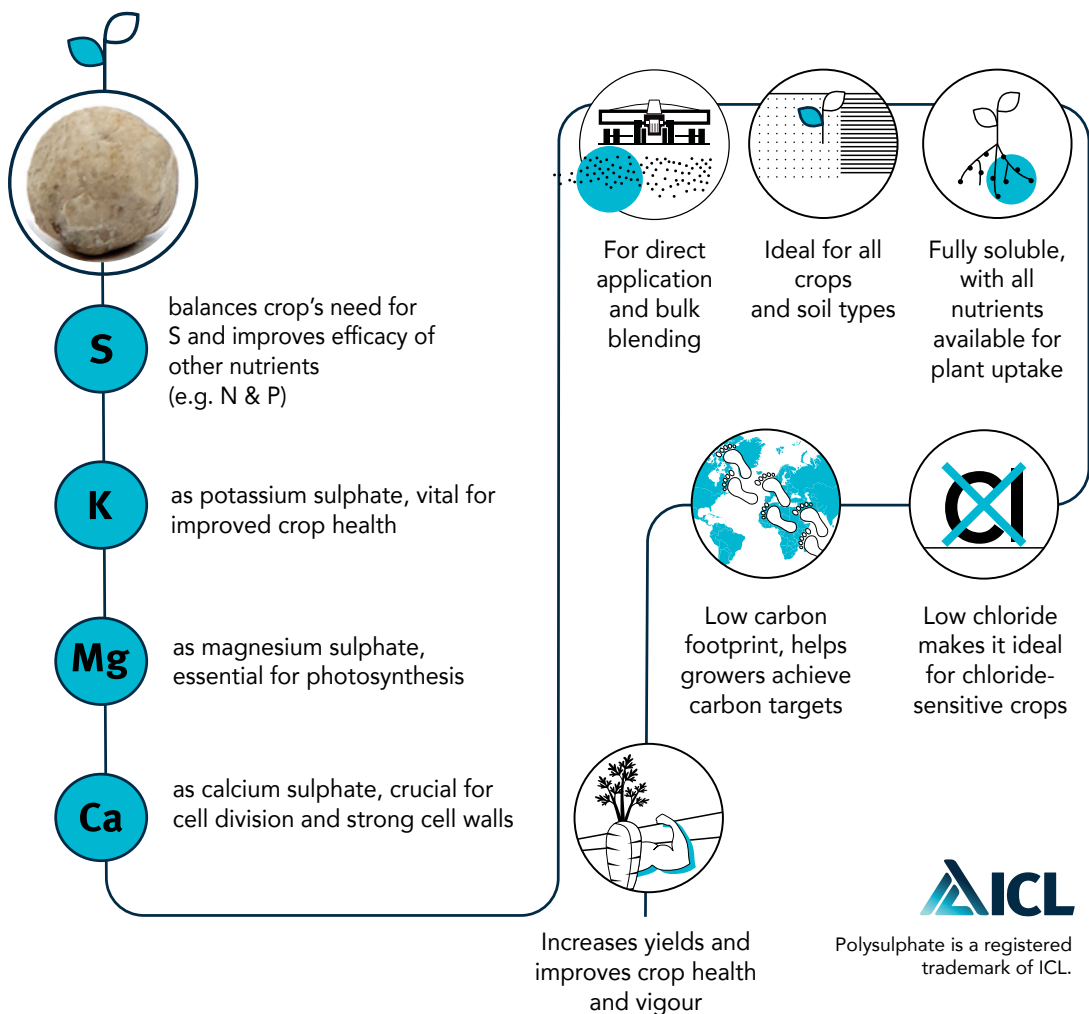 S
balances crop’s need for
S and improves efficacy of
other nutrients
(e.g. N & P)
K
as potassium sulphate, vital for
improved crop health
Mg
as magnesium sulphate,
essential for photosynthesis
Ca
as calcium sulphate, crucial for
cell division and strong cell walls
For direct
application
and bulk
blending
Ideal for all
crops
and soil types
Fully soluble,
with all
nutrients
available for
plant uptake
Cl
Low chloride
makes it ideal
for chloride-
sensitive crops
Low carbon
footprint, helps
growers achieve
carbon targets
Increases yields and
improves crop health
and vigour
ICL
Polysulphate is a registered
trademark of ICL.